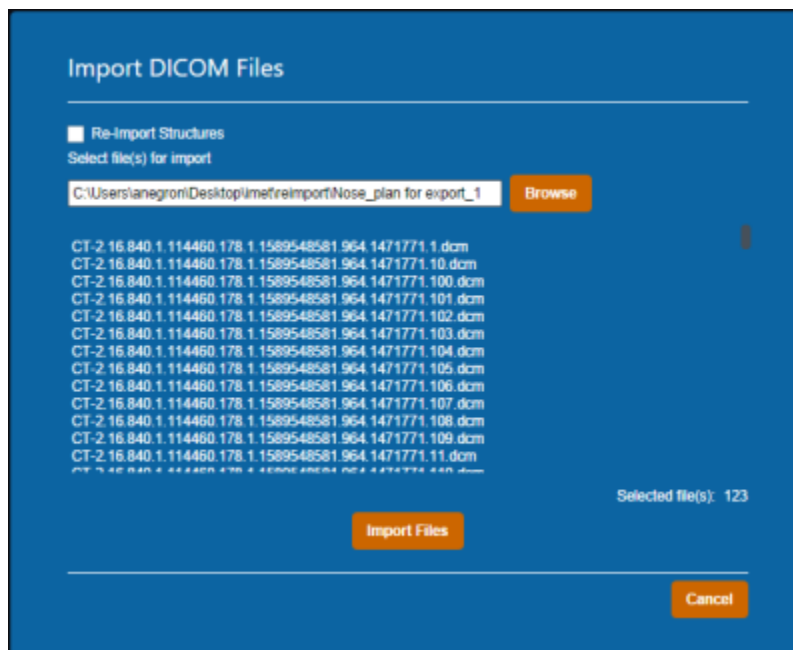 Import DICOM Files
Re-Import Structures
Select file(s) for import
C:\Users\anegron\Desktop\imet\reimport\Nose_plan for export_1
Browse
CT-2.16.840.1.114460.178.1.1589548581.964.1471771.1.dcm
CT-2.16.840.1.114460.178.1.1589548581.964.1471771.10.dcm
CT-2.16.840.1.114460.178.1.1589548581.964.1471771.100.dcm
CT-2.16.840.1.114460.178.1.1589548581.964.1471771.101.dcm
CT-2.16.840.1.114460.178.1.1589548581.964.1471771.102.dcm
CT-2.16.840.1.114460.178.1.1589548581.964.1471771.103.dcm
CT-2.16.840.1.114460.178.1.1589548581.964.1471771.104.dcm
CT-2.16.840.1.114460.178.1.1589548581.964.1471771.105.dcm
CT-2.16.840.1.114460.178.1.1589548581.964.1471771.106.dcm
CT-2.16.840.1.114460.178.1.1589548581.964.1471771.107.dcm
CT-2.16.840.1.114460.178.1.1589548581.964.1471771.108.dcm
CT-2.16.840.1.114460.178.1.1589548581.964.1471771.109.dcm
CT-2.16.840.1.114460.178.1.1589548581.964.1471771.11.dcm
Selected file(s): 123
Import Files
Cancel